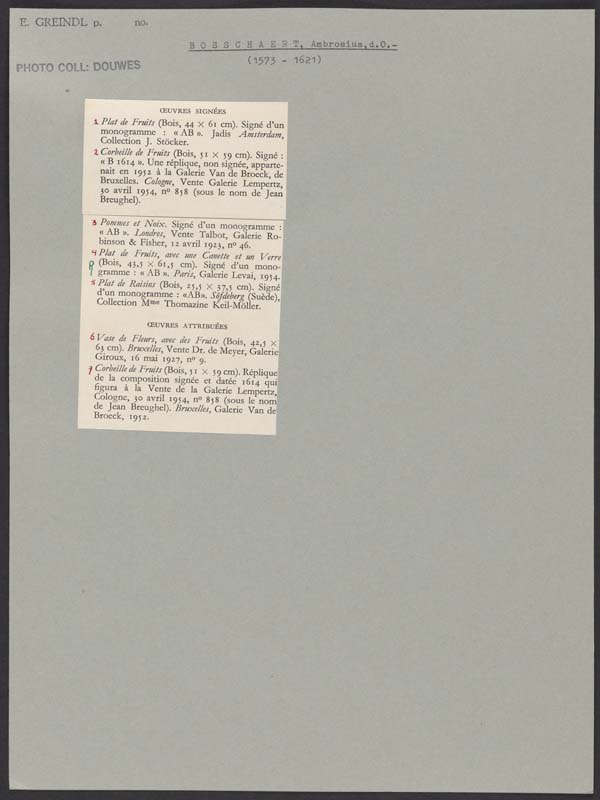 E. GREINDL p. no.
B O S S C H A E R T, Ambrosius,d.O.-
(1573 - 1621)
PHOTO COLL: DOUWES
ŒUVRES SIGNÉES
1 Plat de Fruits (Bois, 44 × 61 cm). Signé d'un
monogramme : « AB ». Jadis Amsterdam,
Collection J. Stöcker.
2 Corbeille de Fruits (Bois, 51 × 59 cm). Signé :
« B 1614 ». Une réplique, non signée, apparte-
nait en 1952 à la Galerie Van de Broeck, de
Bruxelles. Cologne, Vente Galerie Lempertz,
30 avril 1954, nº 858 (sous le nom de Jean
Breughel).
3 Pommes et Noix. Signé d'un monogramme :
« AB ». Londres, Vente Talbot, Galerie Ro-
binson & Fisher, 12 avril 1923, nº 46.
4 Plat de Fruits, avec une Canette et un Verre
(Bois, 43,5 × 61,5 cm). Signé d'un mono-
gramme : « AB ». Paris, Galerie Levai, 1954.
5 Plat de Raisins (Bois, 25,5 × 37,5 cm). Signé
d'un monogramme : «AB». Söfdeberg (Suède),
Collection Mme Thomazine Keil-Möller.
ŒUVRES ATTRIBUÉES
6 Vase de Fleurs, avec des Fruits (Bois, 42,5 ×
63 cm). Bruxelles, Vente Dr. de Meyer, Galerie
Giroux, 16 mai 1927, nº 9.
7 Corbeille de Fruits (Bois, 51 × 59 cm). Réplique
de la composition signée et datée 1614 qui
figura à la Vente de la Galerie Lempertz,
Cologne, 30 avril 1954, nº 858 (sous le nom
de Jean Breughel). Bruxelles, Galerie Van de
Broeck, 1952.